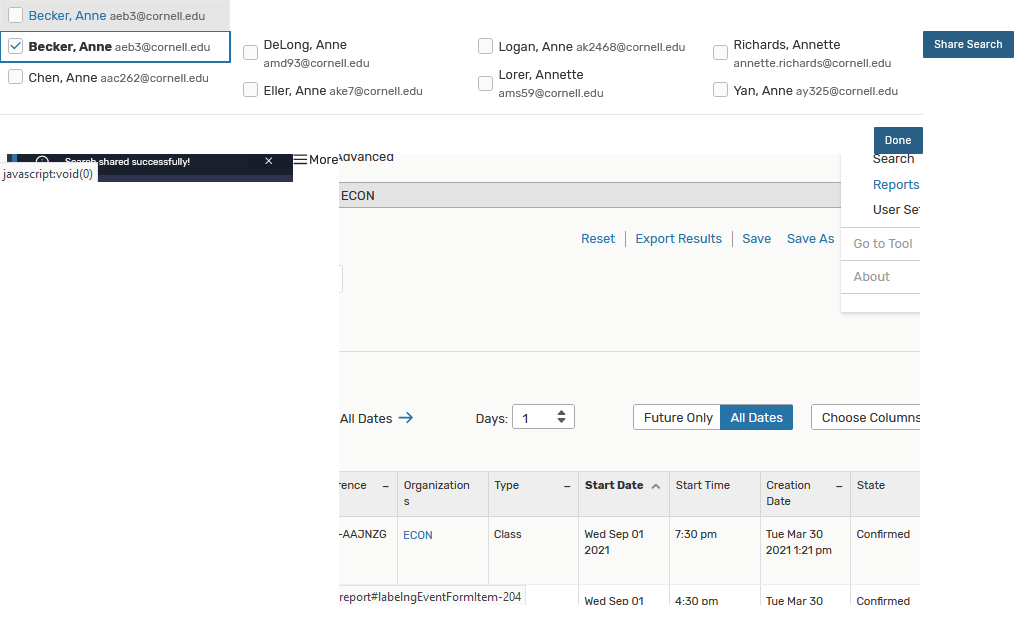 Becker, Anne aeb3@cornell.edu
Becker, Anne aeb3@cornell.edu
Chen, Anne aac262@cornell.edu
DeLong, Anne
amd93@cornell.edu
Eller, Anne ake7@cornell.edu
Logan, Anne ak2468@cornell.edu
Lorer, Annette
ams59@cornell.edu
Richards, Annette
annette.richards@cornell.edu
Yan, Anne ay325@cornell.edu
Share Search
Done
Search shared successfully!
More
Advanced
javascript:void(0)
Search
Reports
User Set
Go to Tool
About
ECON
Reset Export Results Save Save As
All Dates
Days: 1
Future Only All Dates
Choose Columns
rence
Organization
s
Type
Start Date
Start Time
Creation
Date
State
-AAJNZG
ECON
Class
Wed Sep 01
2021
7:30 pm
Tue Mar 30
2021 1:21 pm
Confirmed
report#labelngEventFormItem-204
Wed Sep 01
4:30 pm
Tue Mar 30
Confirmed